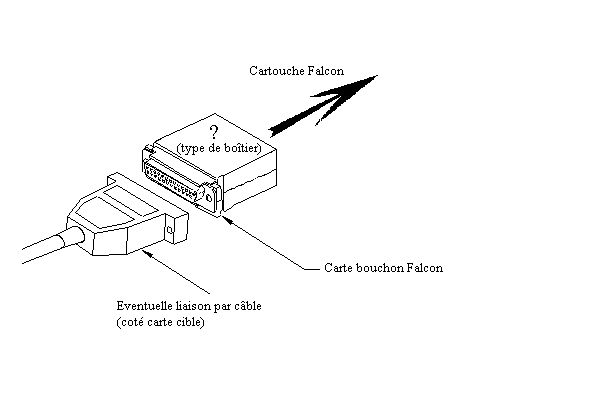 Cartouche Falcon
?
(type de boîtier)
Carte bouchon Falcon
Eventuelle liaison par câble
(coté carte cible)